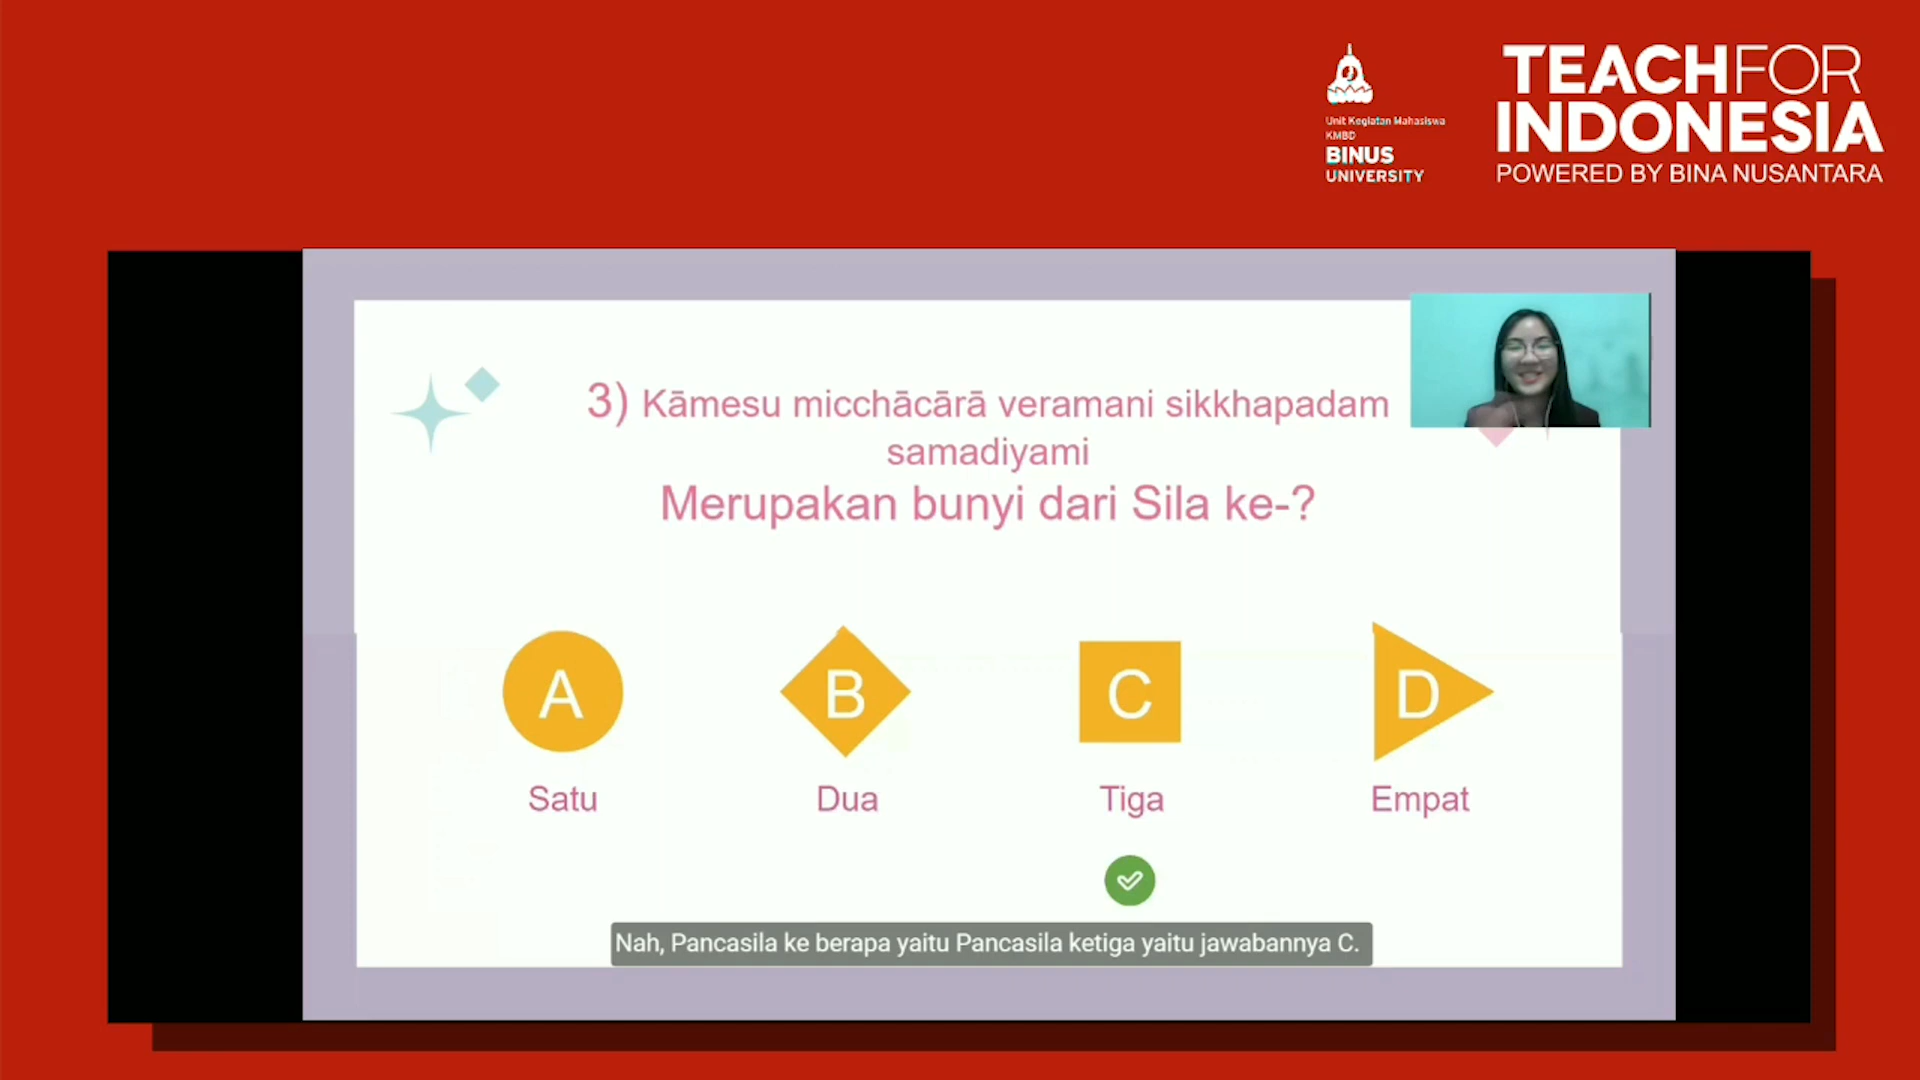 Unit Kegiatan Mahasiswa
KMBD
BINUS
UNIVERSITY
TEACHFOR
INDONESIA
POWERED BY BINA NUSANTARA
3) Kāmesu micchācārā veramani sikkhapadam
samadiyami
Merupakan bunyi dari Sila ke-?
A
B
C
D
Satu
Dua
Tiga
Empat
Nah, Pancasila ke berapa yaitu Pancasila ketiga yaitu jawabannya C.